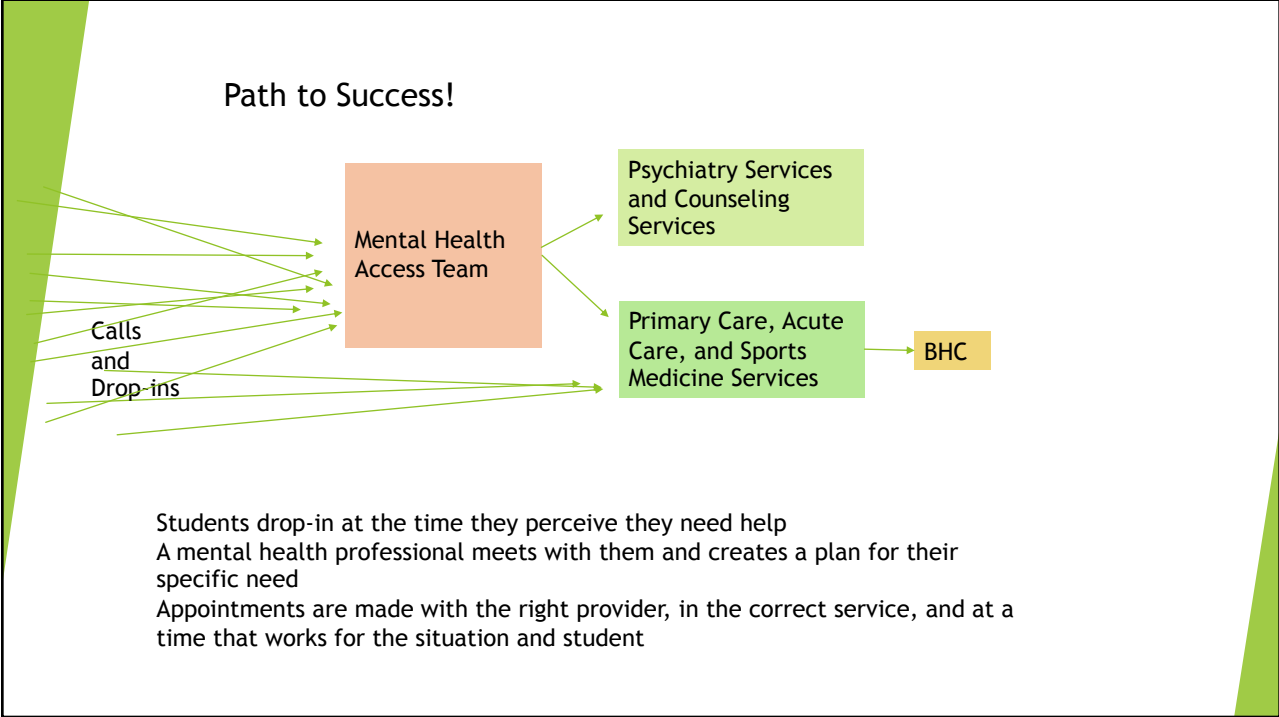 Path to Success!
Psychiatry Services
and Counseling
Services
Mental Health
Access Team
Primary Care, Acute
Care, and Sports
Medicine Services
BHC
Calls
and
Drop-ins
Students drop-in at the time they perceive they need help
A mental health professional meets with them and creates a plan for their
specific need
Appointments are made with the right provider, in the correct service, and at a
time that works for the situation and student